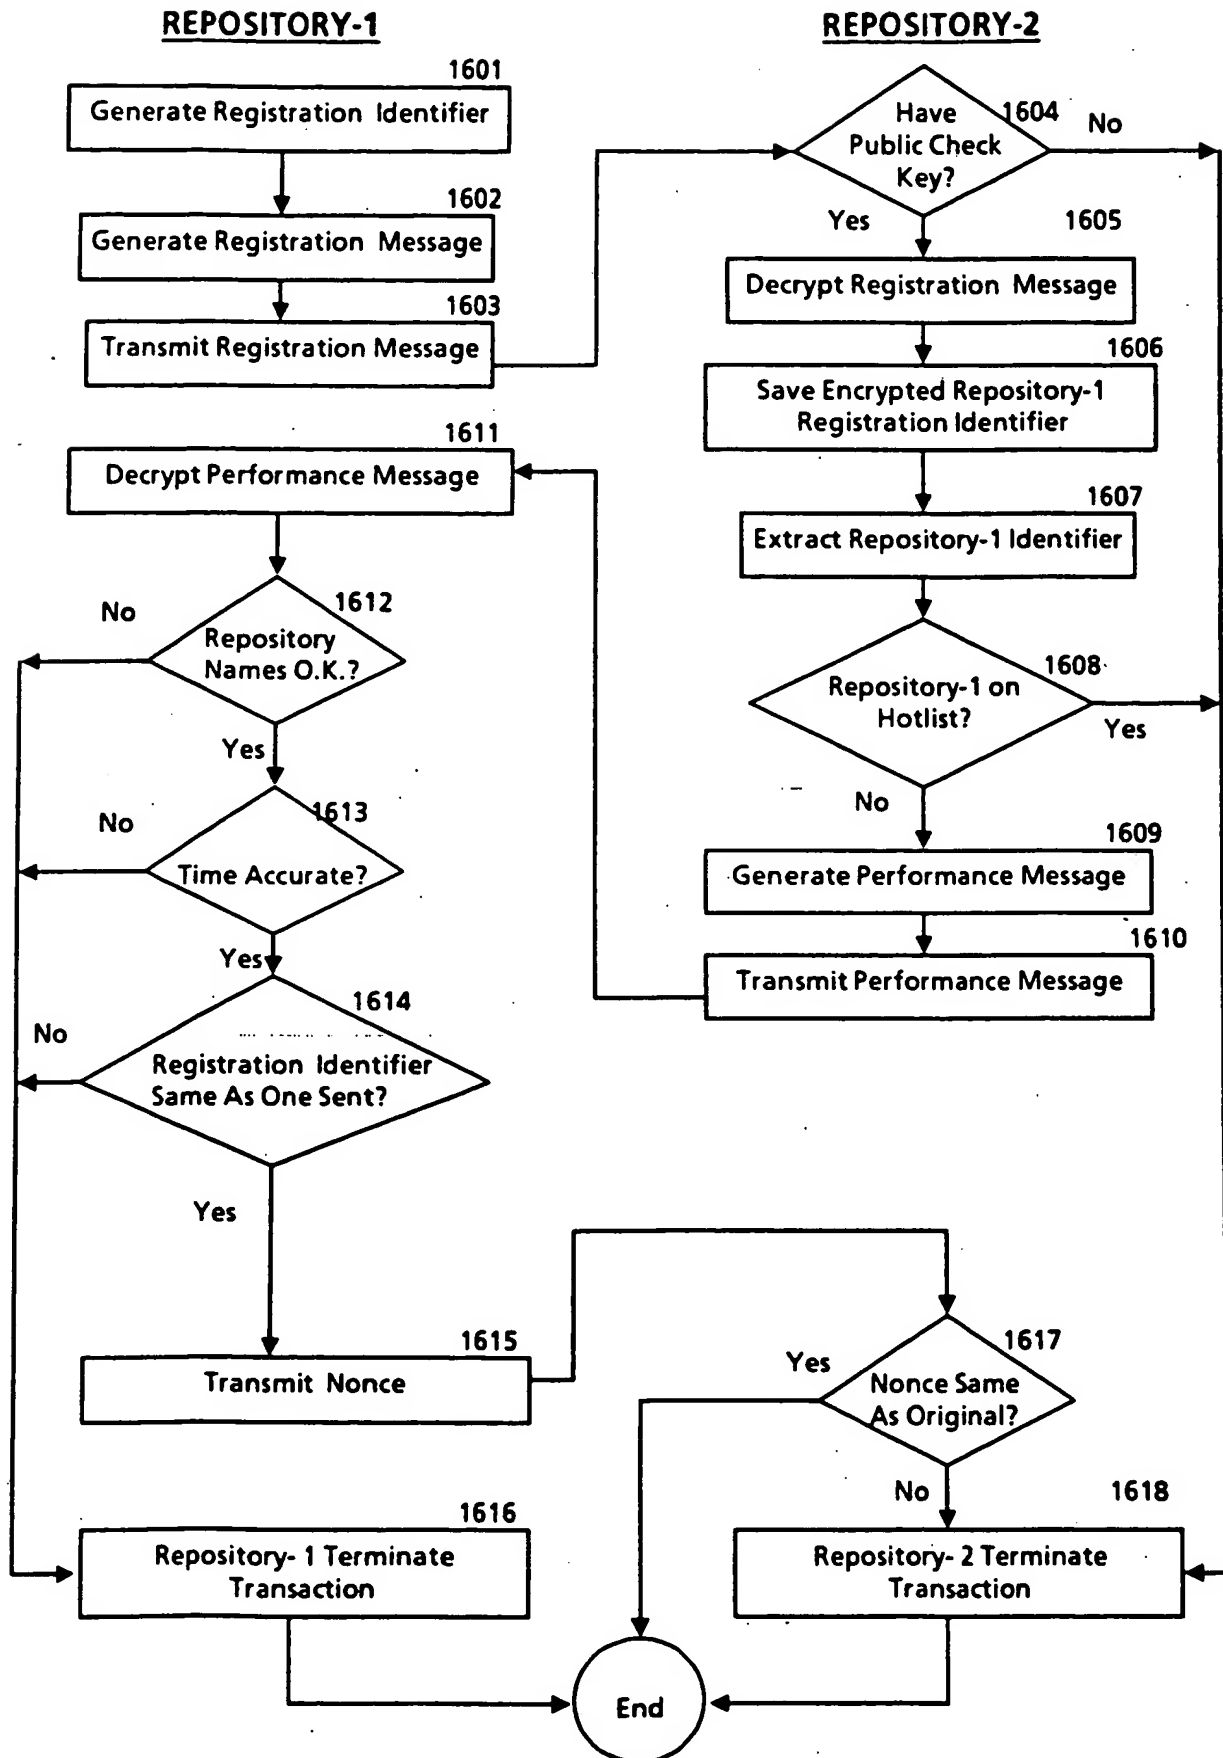 REPOSITORY-1
1601
Generate Registration Identifier
1602
Generate Registration Message
1603
Transmit Registration Message
1611
Decrypt Performance Message
1612
No
Repository
Names O.K.?
Yes
1613
No
Time Accurate?
Yes
1614
No
Registration Identifier
Same As One Sent?
Yes
1615
Transmit Nonce
1616
Repository- 1 Terminate
Transaction
REPOSITORY-2
1604
Have
Public Check
Key?
No
Yes
1605
Decrypt Registration Message
1606
Save Encrypted Repository-1
Registration Identifier
1607
Extract Repository-1 Identifier
1608
Repository-1 on
Hotlist?
Yes
No
1609
Generate Performance Message
1610
Transmit Performance Message
1617
Yes
Nonce Same
As Original?
No
1618
Repository- 2 Terminate
Transaction
End